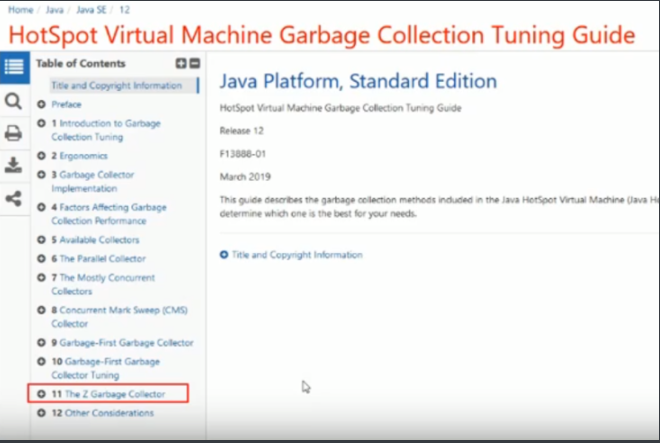 Home / Java / Java SE / 12
HotSpot Virtual Machine Garbage Collection Tuning Guide
Table of Contents
Title and Copyright Information
Preface
1 Introduction to Garbage
Collection Tuning
2 Ergonomics
3 Garbage Collector
Implementation
4 Factors Affecting Garbage
Collection Performance
5 Available Collectors
6 The Parallel Collector
7 The Mostly Concurrent
Collectors
8 Concurrent Mark Sweep (CMS)
Collector
9 Garbage-First Garbage Collector
10 Garbage-First Garbage
Collector Tuning
11 The Z Garbage Collector
12 Other Considerations
Java Platform, Standard Edition
HotSpot Virtual Machine Garbage Collection Tuning Guide
Release 12
F13888-01
March 2019
This guide describes the garbage collection methods included in the Java HotSpot Virtual Machine (Java He
determine which one is the best for your needs.
Title and Copyright Information